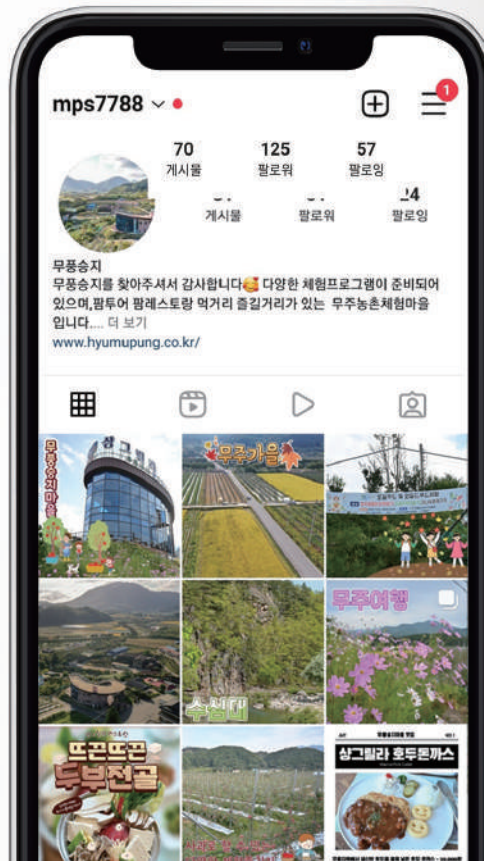 mps7788
1
70 125 57
게시물 팔로워 팔로잉
게시물 팔로워 팔로잉
무풍승지
무풍승지를 찾아주셔서 감사합니다🥰 다양한 체험프로그램이 준비되어
있으며,팜투어 팜레스토랑 먹거리 즐길거리가 있는 무주농촌체험마을
입니다.... 더 보기
www.hyumupung.co.kr/
샹그릴라
무풍승지마을
무주가을
수심대
무주여행
뜨끈뜨끈
두부전골
샹그릴라 호두돈까스